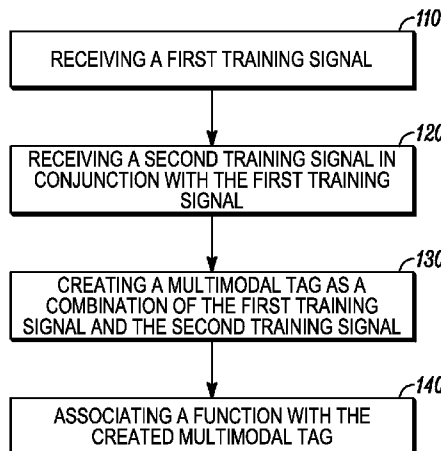 110
RECEIVING A FIRST TRAINING SIGNAL
120
RECEIVING A SECOND TRAINING SIGNAL IN
CONJUNCTION WITH THE FIRST TRAINING
SIGNAL
130
CREATING A MULTIMODAL TAG AS A
COMBINATION OF THE FIRST TRAINING
SIGNAL AND THE SECOND TRAINING SIGNAL
140
ASSOCIATING A FUNCTION WITH THE
CREATED MULTIMODAL TAG